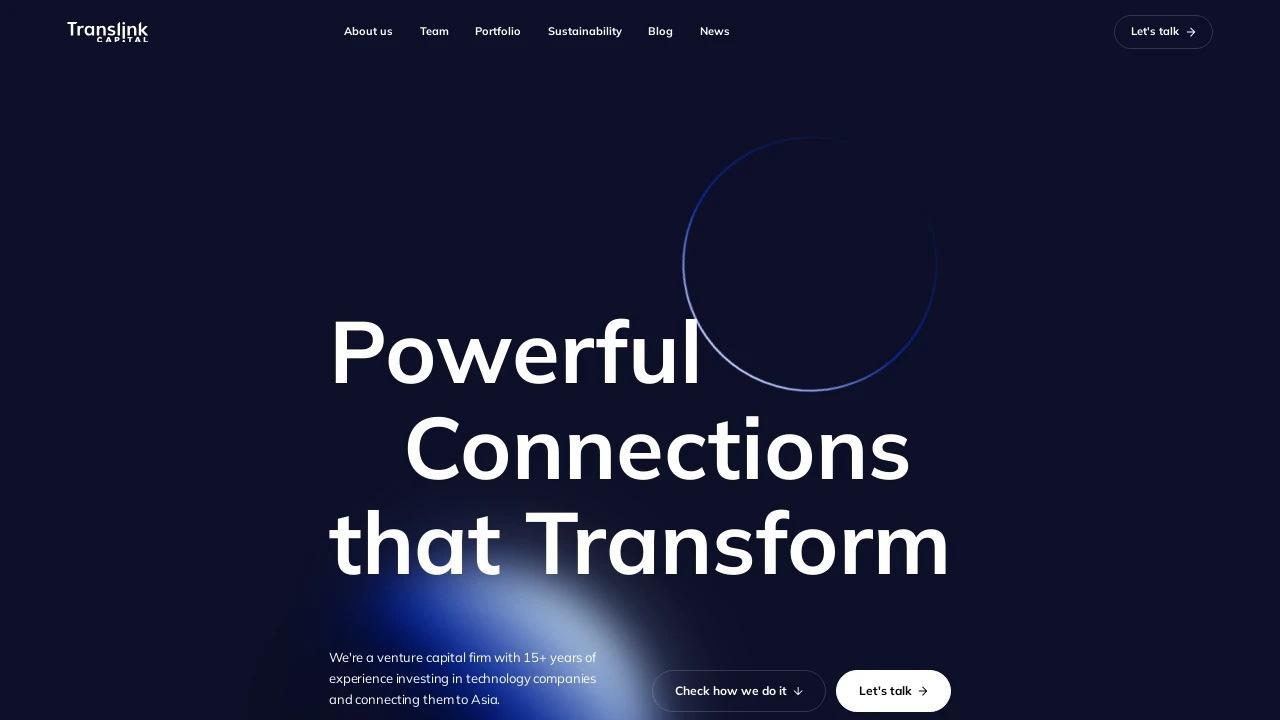 Translink
CAPITAL
About us
Team
Portfolio
Sustainability
Blog
News
Let's talk →
Powerful
Connections
that Transform
We're a venture capital firm with 15+ years of
experience investing in technology companies
and connecting them to Asia.
Check how we do it ↓
Let's talk →